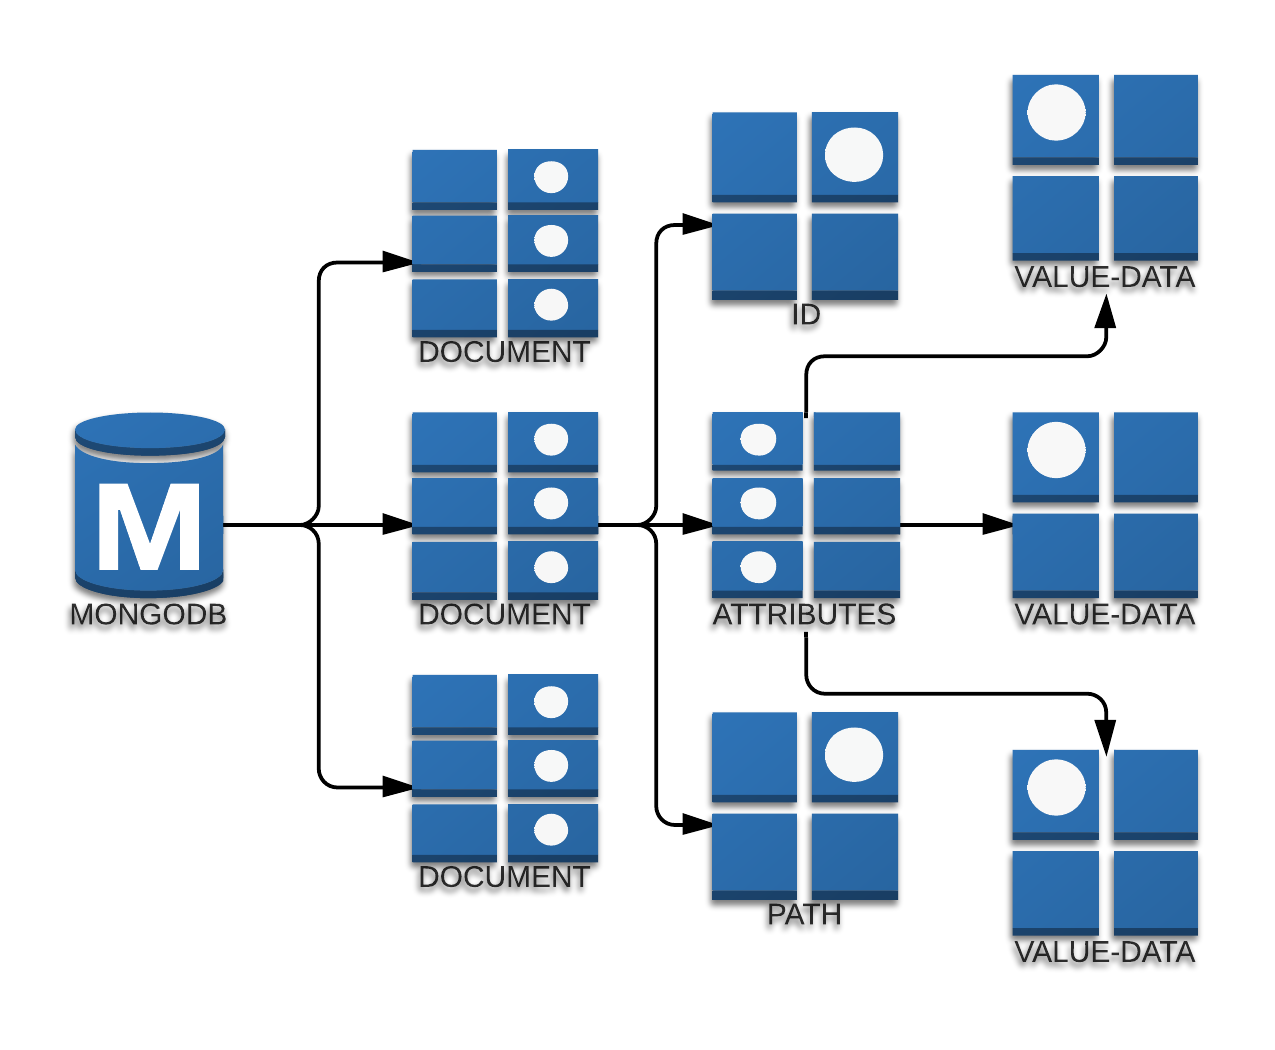 VALUE-DATA
ID
DOCUMENT
M
MONGODB
DOCUMENT
ATTRIBUTES
VALUE-DATA
DOCUMENT
PATH
VALUE-DATA